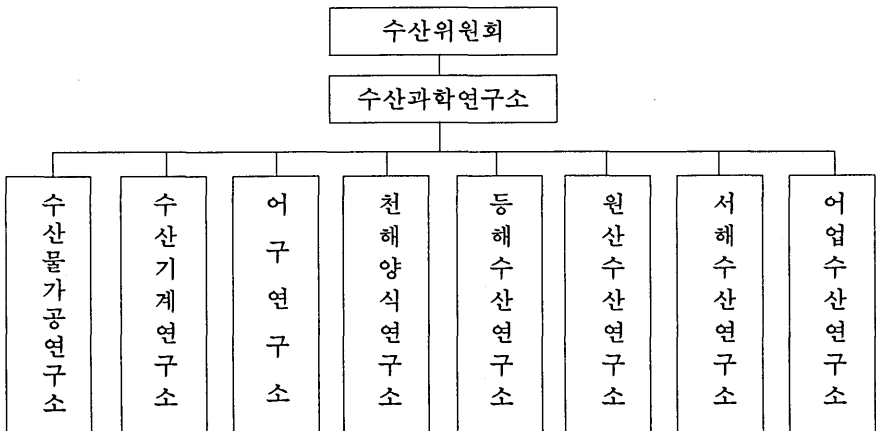 수산위원회
수산과학연구소
수산물가공연구소
수산기계연구소
어구연구소
천해양식연구소
등해수산연구소
원산수산연구소
서해수산연구소
어업수산연구소